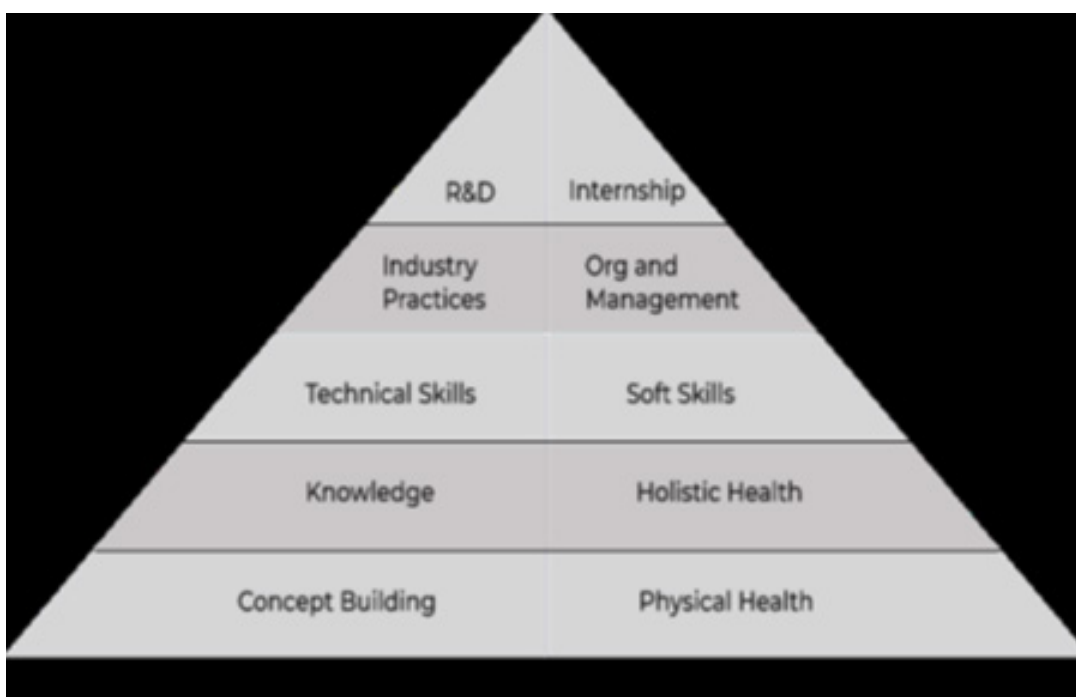 R&D Internship
Industry Practices
Org and Management
Technical Skills Soft Skills
Knowledge Holistic Health
Concept Building Physical Health